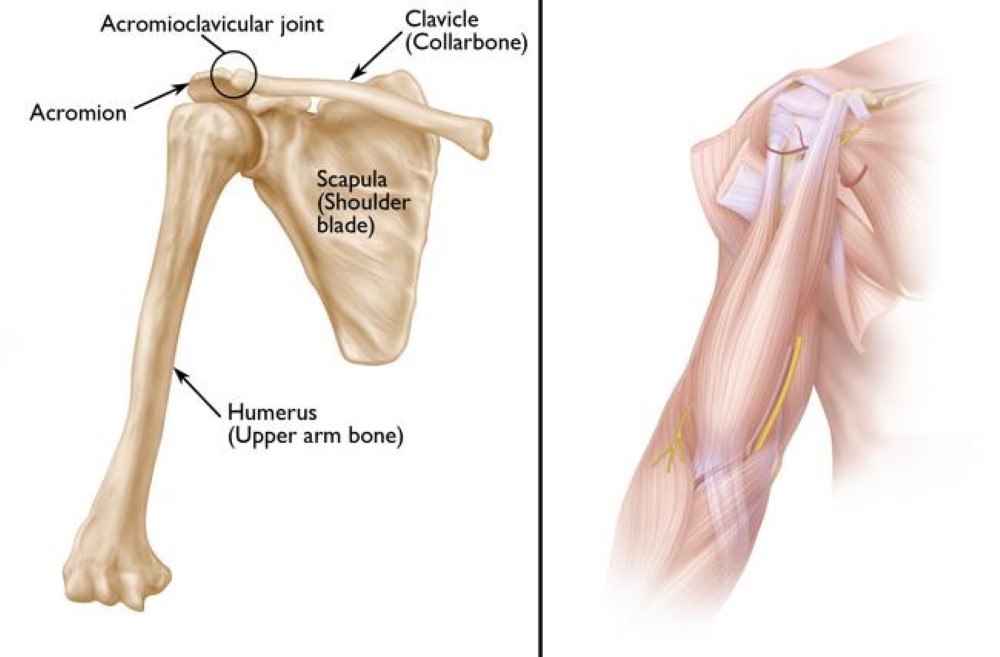 Acromioclavicular joint
Clavicle
(Collarbone)
Acromion
Scapula
(Shoulder
blade)
Humerus
(Upper arm bone)